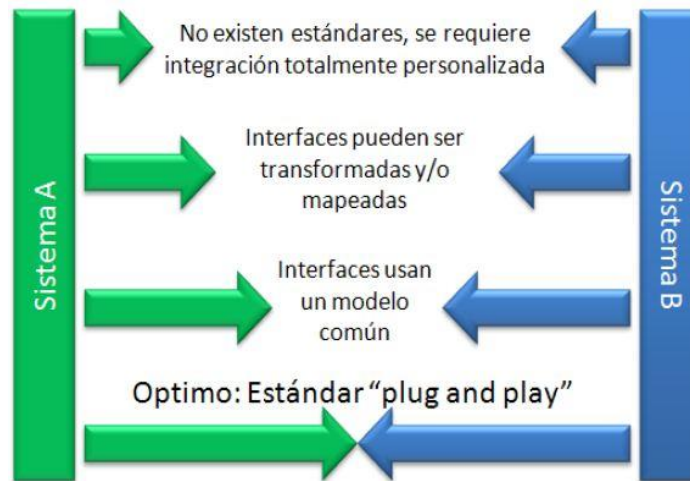 Sistema A
No existen estándares, se requiere
integración totalmente personalizada
Interfaces pueden ser
transformadas y/o
mapeadas
Interfaces usan
un modelo
común
Optimo: Estándar “plug and play”
Sistema B